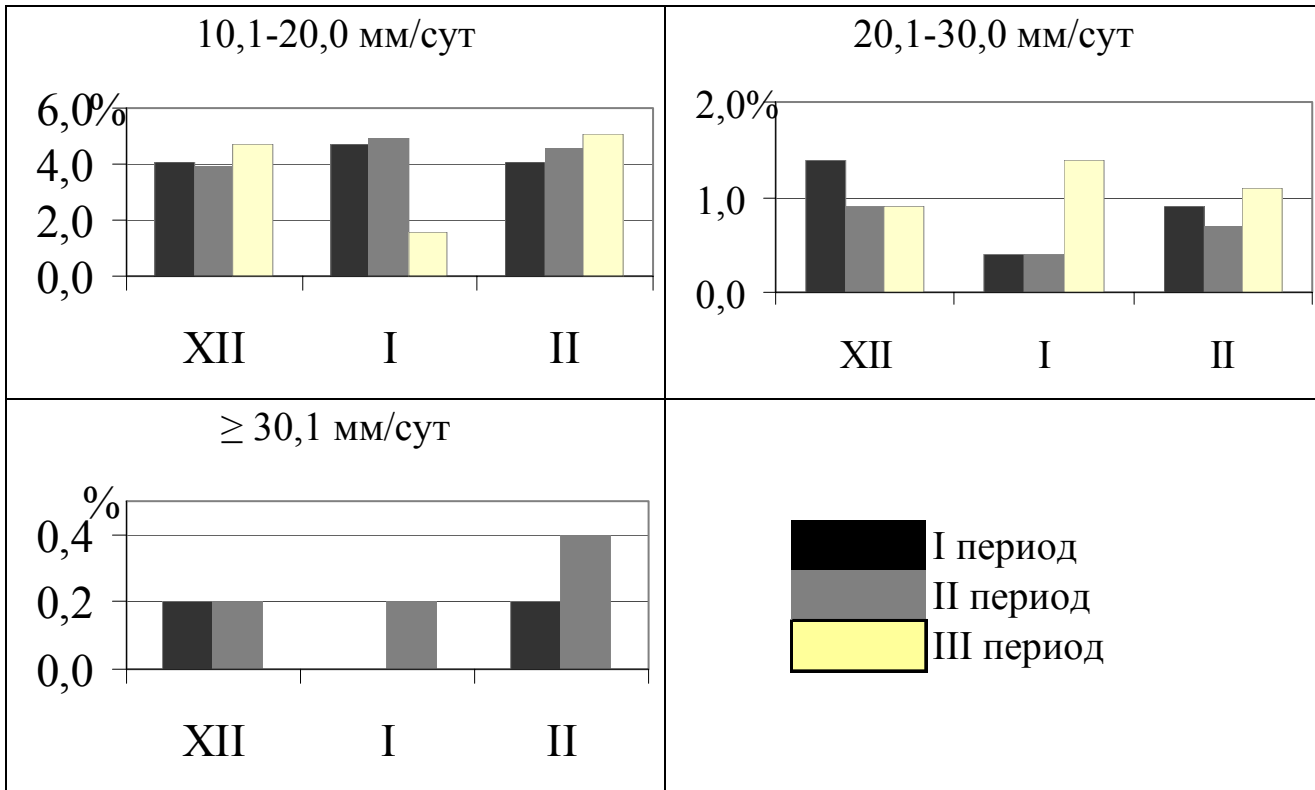 10,1-20,0 мм/сут
6,0%
4,0
2,0
0,0
XII I II
20,1-30,0 мм/сут
2,0%
1,0
0,0
XII I II
≥ 30,1 мм/сут
%
0,4
0,2
0,0
XII I II
I период
II период
III период